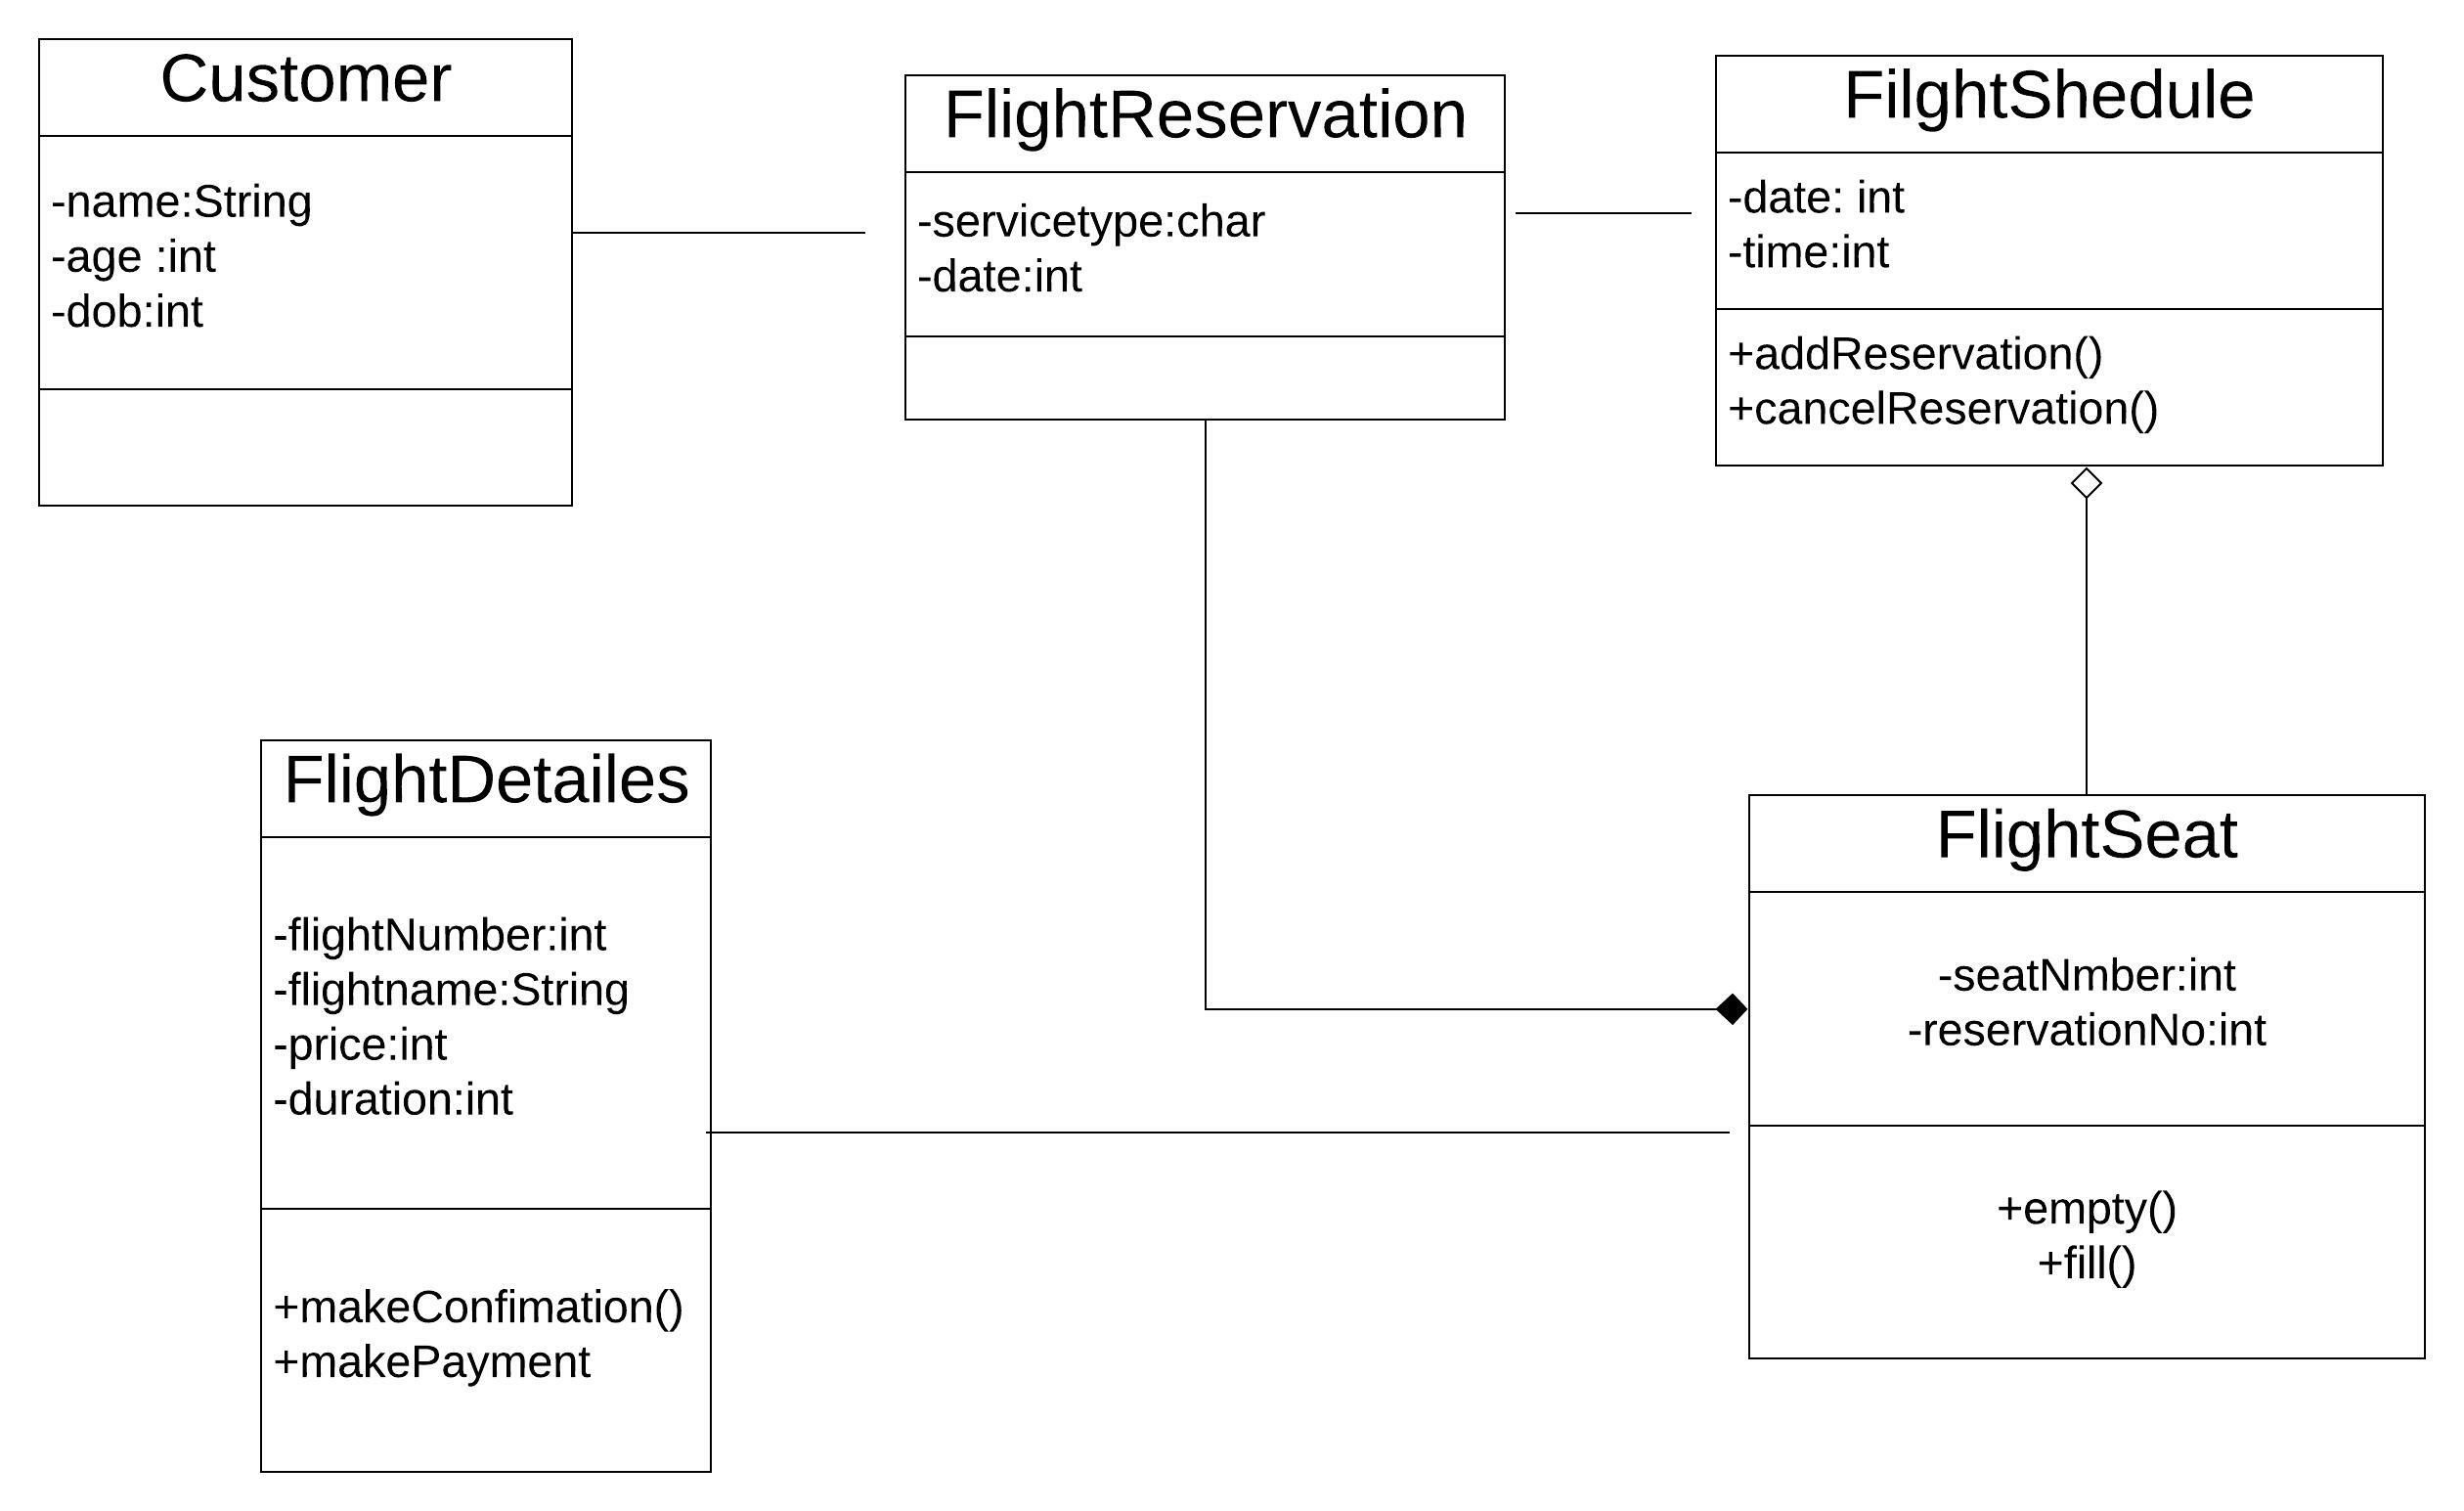 Customer
-name:String
-age :int
-dob:int
FlightReservation
-servicetype:char
-date:int
FilghtShedule
-date: int
-time:int
+addReservation()
+cancelReservation()
FlightDetailes
-flightNumber:int
-flightname:String
-price:int
-duration:int
+makeConfimation()
+makePayment
FlightSeat
-seatNmber:int
-reservationNo:int
+empty()
+fill()